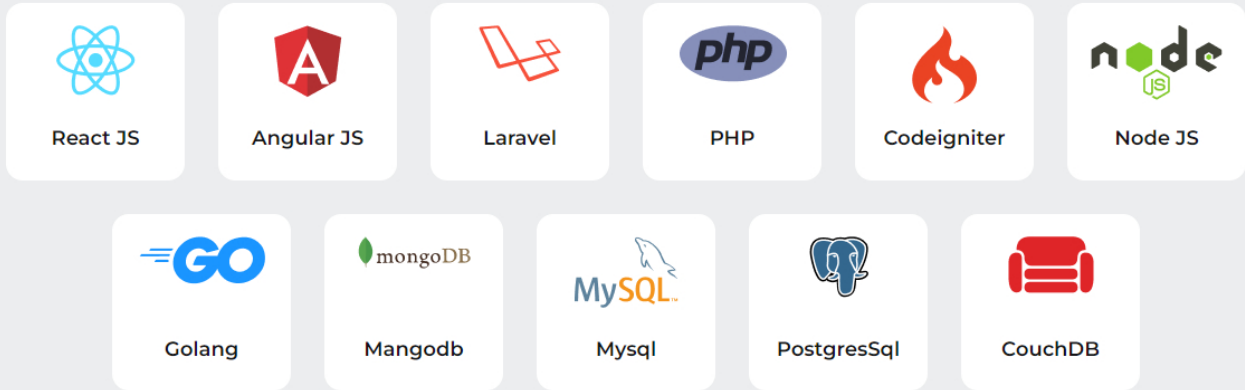 php
node
JS
React JS
Angular JS
Laravel
PHP
Codeigniter
Node JS
GO
mongoDB
MySQL
TM
Golang
Mangodb
Mysql
PostgresSql
CouchDB